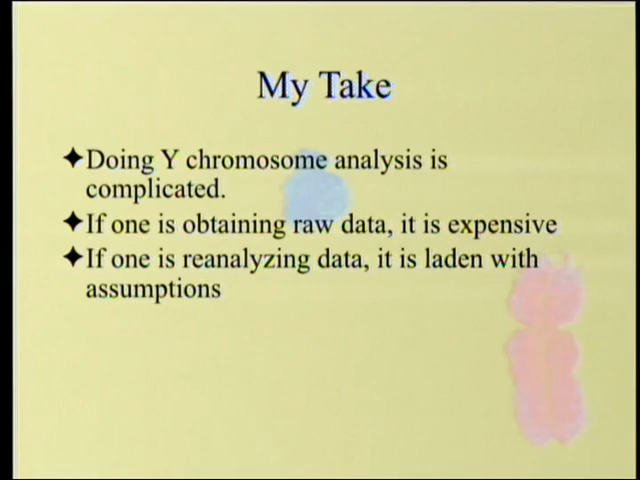 My Take
Doing Y chromosome analysis is
complicated.
If one is obtaining raw data, it is expensive
If one is reanalyzing data, it is laden with
assumptions